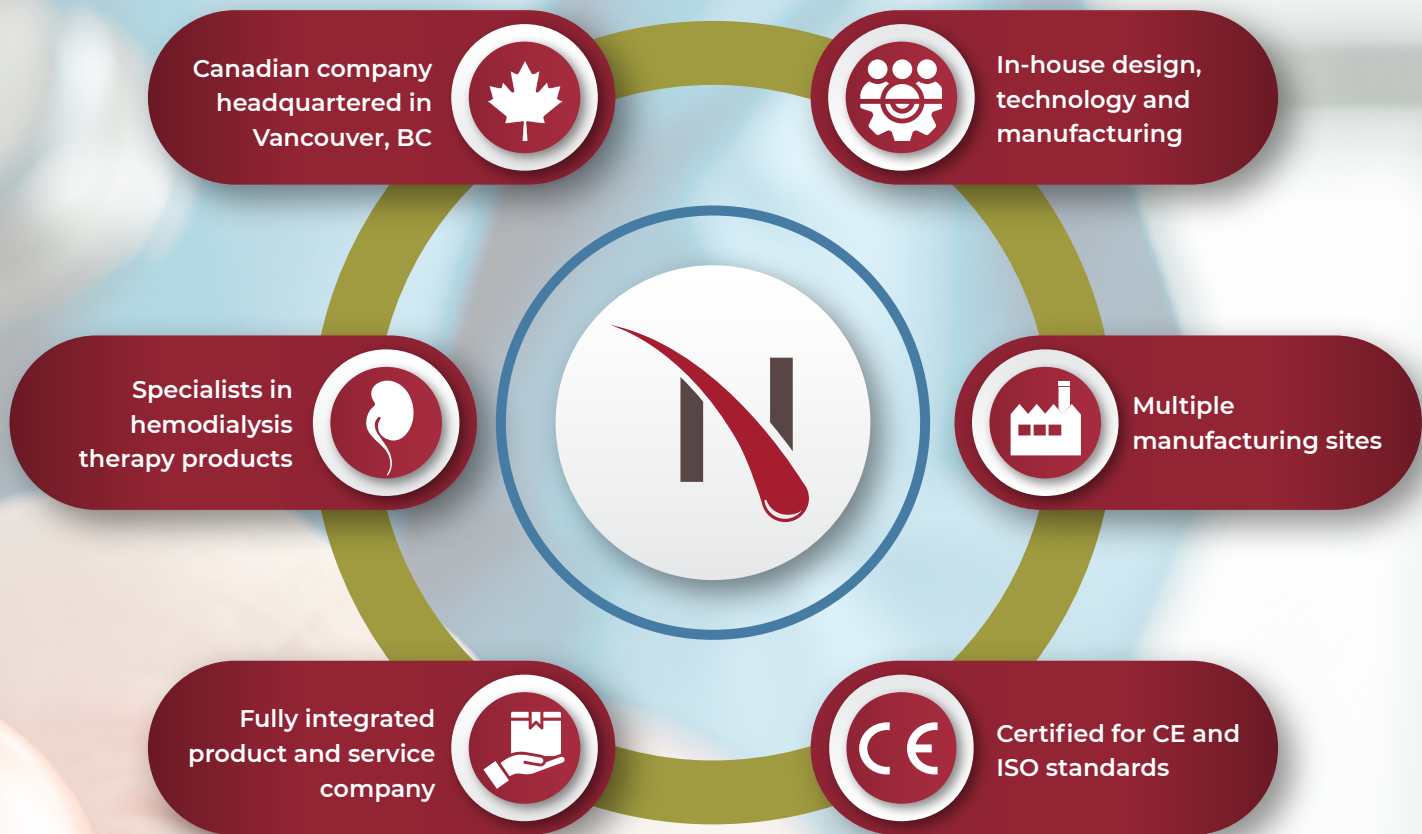 Canadian company
headquartered in
Vancouver, BC
In-house design,
technology and
manufacturing
Specialists in
hemodialysis
therapy products
N
Multiple
manufacturing sites
Fully integrated
product and service
company
CE
Certified for CE and
ISO standards